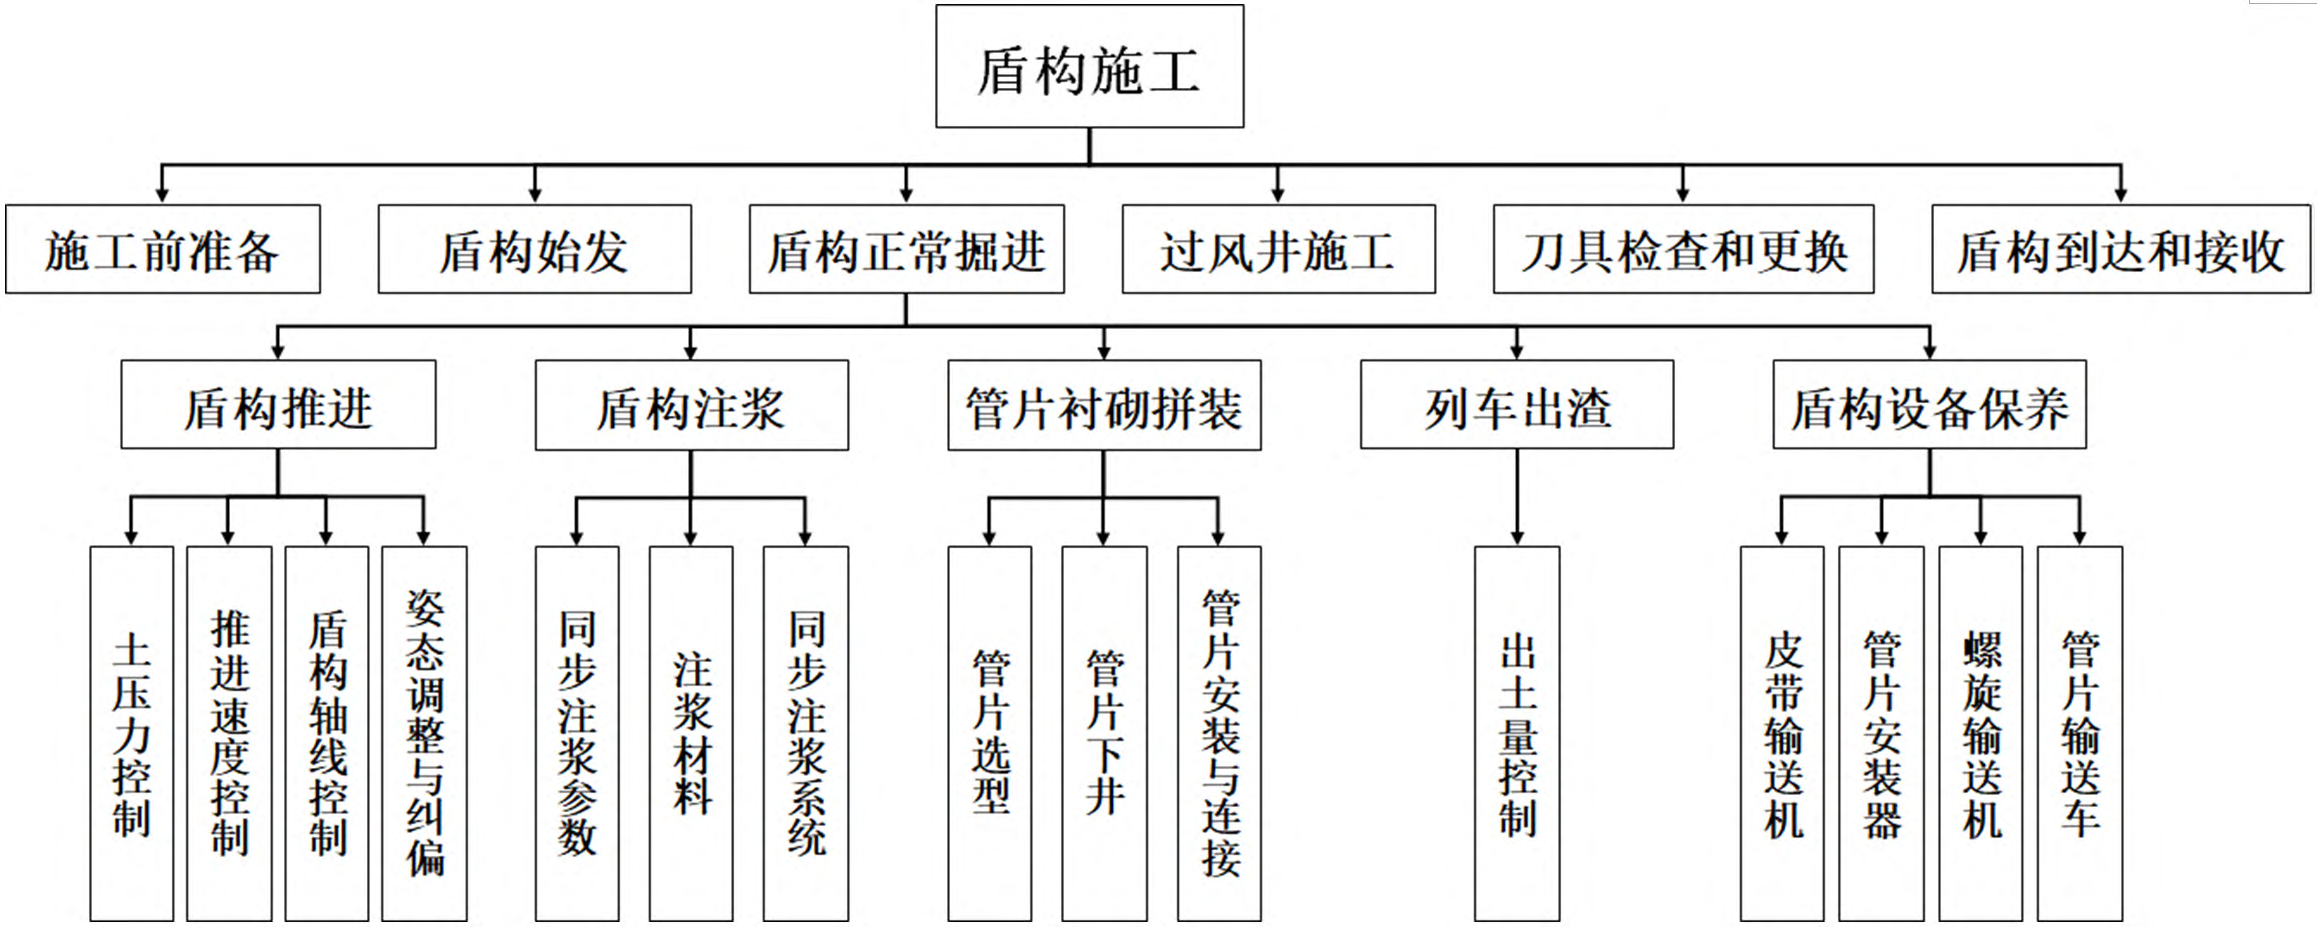 盾构施工
施工前准备
盾构始发
盾构正常掘进
过风井施工
刀具检查和更换
盾构到达和接收
盾构推进
盾构注浆
管片衬砌拼装
列车出渣
盾构设备保养
土压力控制
推进速度控制
盾构轴线控制
姿态调整与纠偏
同步注浆参数
注浆材料
同步注浆系统
管片选型
管片下井
管片安装与连接
出土量控制
皮带输送机
管片安装器
螺旋输送机
管片输送车